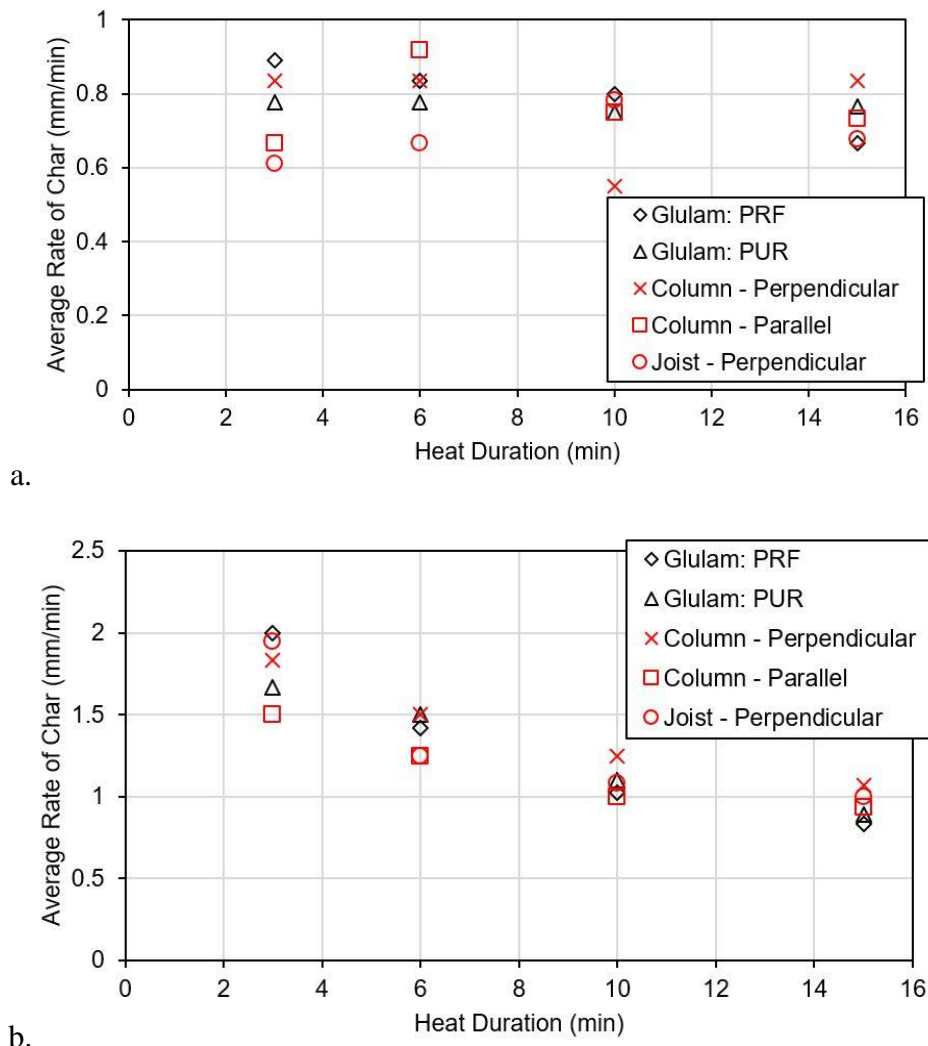 1
0.8
0.6
0.4
0.2
0
Average Rate of Char (mm/min)
Glulam: PRF
Glulam: PUR
Column - Perpendicular
Column - Parallel
Joist - Perpendicular
0 2 4 6 8 10 12 14 16
Heat Duration (min)
a.
2.5
2
1.5
1
0.5
0
Average Rate of Char (mm/min)
Glulam: PRF
Glulam: PUR
Column - Perpendicular
Column - Parallel
Joist - Perpendicular
0 2 4 6 8 10 12 14 16
Heat Duration (min)
b.